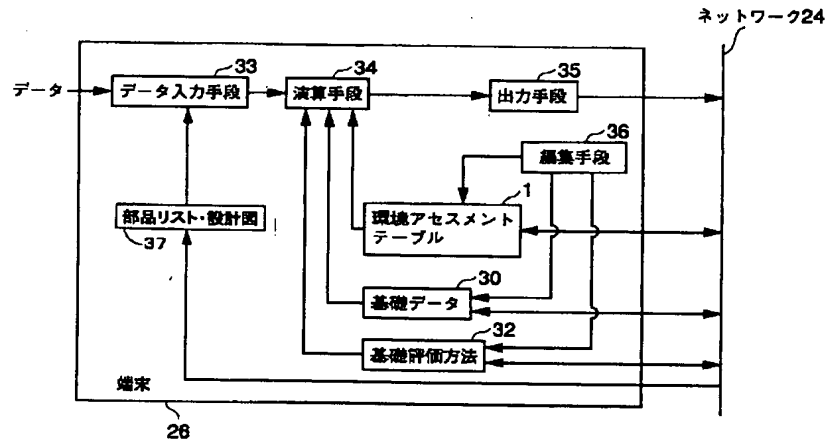 ネットワーク24
33
34
35
データ
データ入力手段
演算手段
出力手段
36
編集手段
1
環境アセスメント
テーブル
部品リスト・設計図
37
30
基礎データ
32
基礎評価方法
端末
26